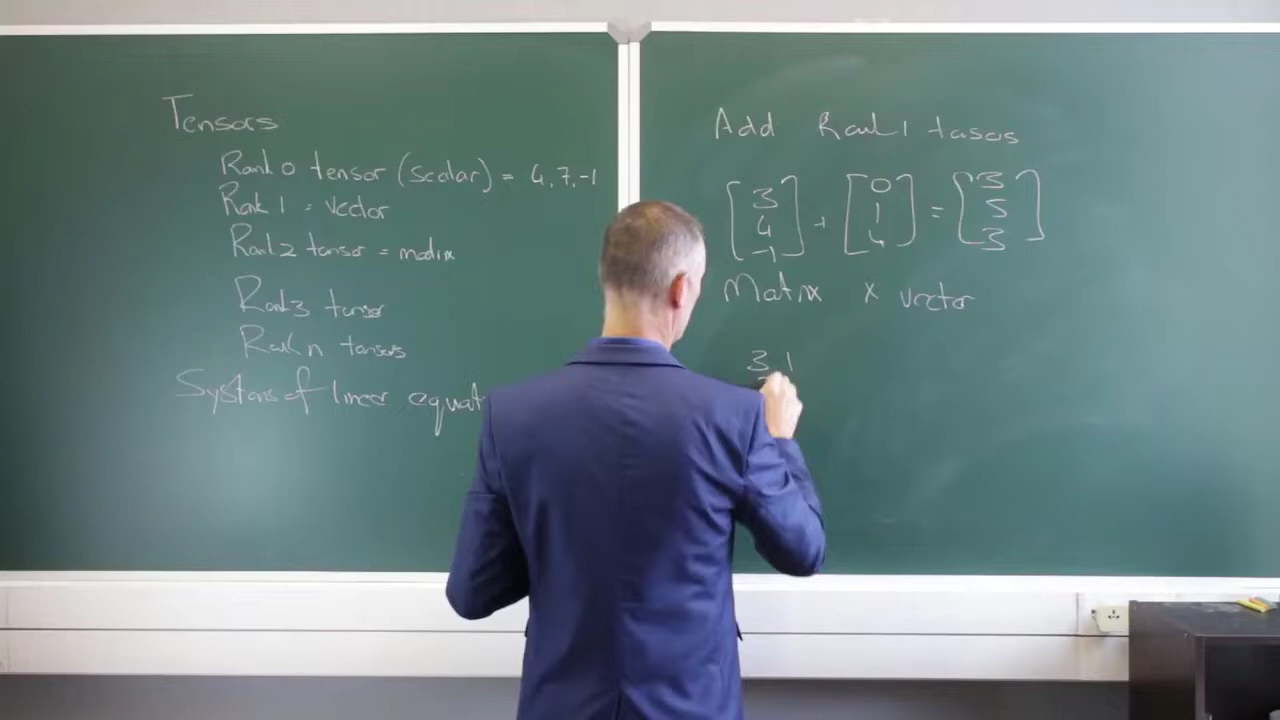 Tensors
Rank 0 tensor (scalar) = 4, 7, -1
Rank 1 = vector
Rank 2 tensor = matrix
Rank 3 tensor
Rank n tensors
Systems of linear equat
Add Rank 1 tensors
[3 4 -1] + [0 1 4] = [3 5 3]
Matrix x vector
3 1